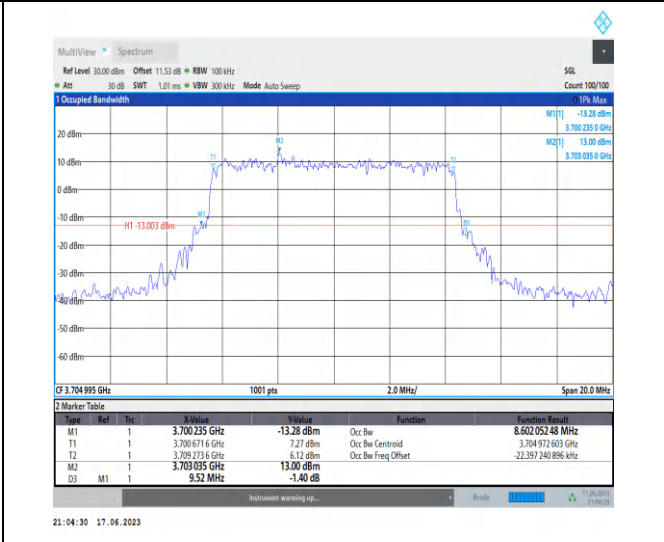 MultiView Spectrum
Ref Level 30.00 dBm Offset 11.53 dB RBW 100 kHz SGL
Att 30 dB SWT 1.01 ms VBW 300 kHz Mode Auto Sweep Count 100/100
1 Occupied Bandwidth 1Pk Max
M1[1] -13.28 dBm
3.700 235 0 GHz
M2[1] 13.00 dBm
3.703 035 0 GHz
20 dBm
M2
T1
T2
10 dBm
0 dBm
-10 dBm
M1
D3
H1 -13.003 dBm
-20 dBm
-30 dBm
-40 dBm
-50 dBm
-60 dBm
CF 3.704 995 GHz 1001 pts 2.0 MHz/ Span 20.0 MHz
2 Marker Table
Type Ref Trc X-Value Y-Value Function Function Result
M1 1 3.700 235 GHz -13.28 dBm Occ Bw 8.602 052 48 MHz
T1 1 3.700 671 6 GHz 7.27 dBm Occ Bw Centroid 3.704 972 603 GHz
T2 1 3.709 273 6 GHz 6.12 dBm Occ Bw Freq Offset -22.397 240 896 kHz
M2 1 3.703 035 GHz 13.00 dBm
D3 M1 1 9.52 MHz -1.40 dB
Instrument warming up... Ready 17.06.2023
21:04:29
21:04:30 17.06.2023